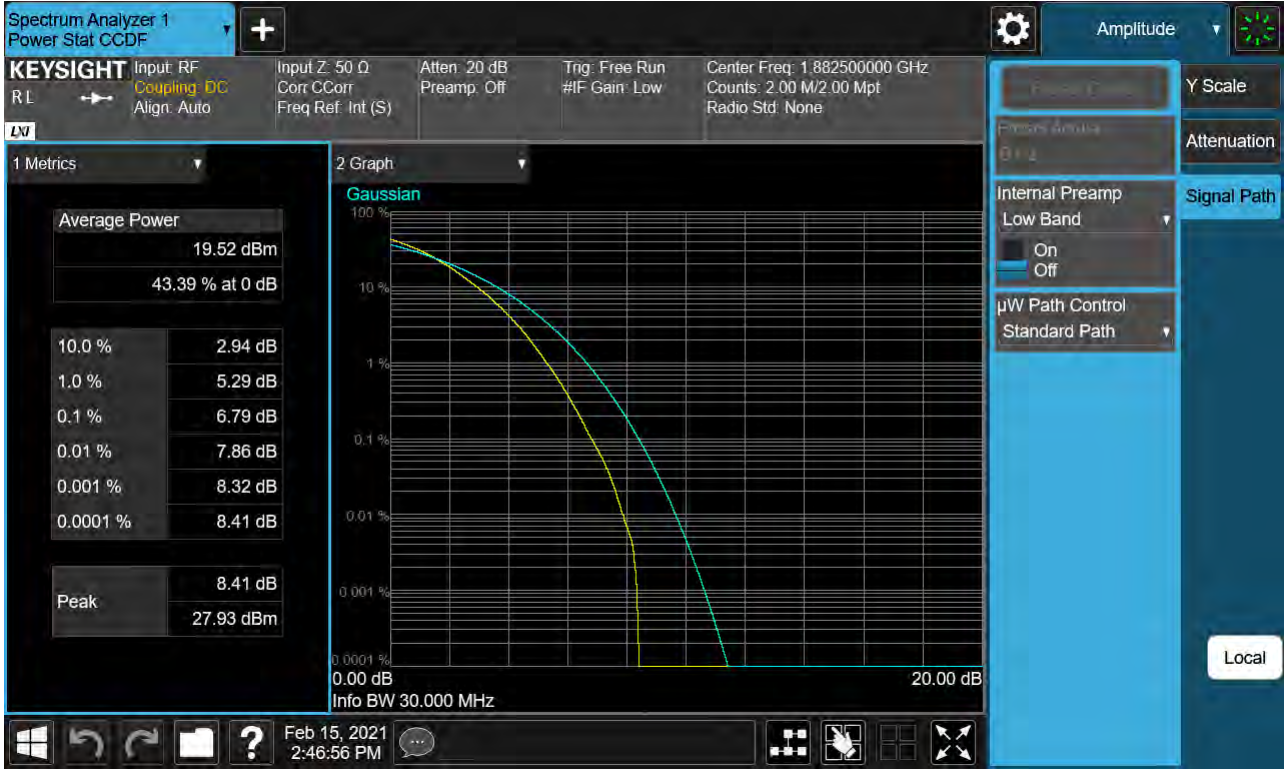 Spectrum Analyzer 1
Power Stat CCDF
Amplitude
KEYSIGHT
R L
LXI
Input: RF
Coupling: DC
Align: Auto
Input Z: 50 Ω
Corr CCorr
Freq Ref: Int (S)
Atten: 20 dB
Preamp: Off
Trig: Free Run
#IF Gain: Low
Center Freq: 1.882500000 GHz
Counts: 2.00 M/2.00 Mpt
Radio Std: None
1 Metrics
Average Power
19.52 dBm
43.39 % at 0 dB
10.0 % 2.94 dB
1.0 % 5.29 dB
0.1 % 6.79 dB
0.01 % 7.86 dB
0.001 % 8.32 dB
0.0001 % 8.41 dB
Peak
8.41 dB
27.93 dBm
2 Graph
Gaussian
100 %
10 %
1 %
0.1 %
0.01 %
0.001 %
0.0001 %
0.00 dB 20.00 dB
Info BW 30.000 MHz
Internal Preamp
Low Band
On
Off
µW Path Control
Standard Path
Y Scale
Attenuation
Signal Path
Local
Feb 15, 2021
2:46:56 PM